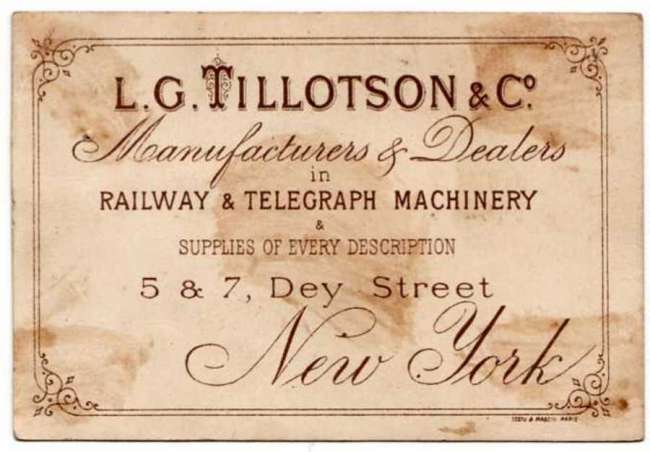 L.G. TILLOTSON & Cº
Manufacturers & Dealers
in
RAILWAY & TELEGRAPH MACHINERY
&
SUPPLIES OF EVERY DESCRIPTION
5 & 7, Dey Street
New York